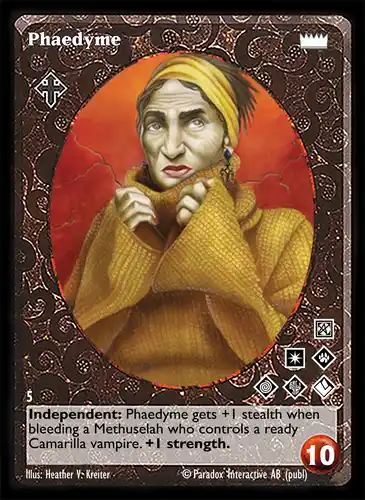 Phaedyme
5
Independent: Phaedyme gets +1 stealth when
bleeding a Methuselah who controls a ready
Camarilla vampire. +1 strength.
10
Illus: Heather V. Kreiter
© Paradox Interactive AB (publ)